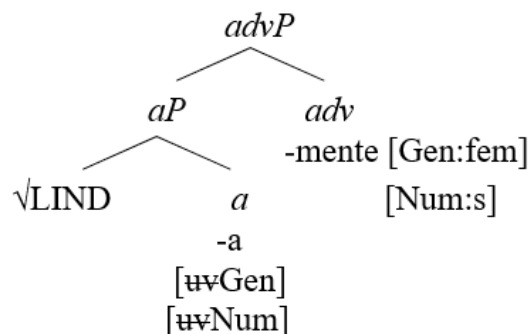 advP
aP adv
-mente [Gen:fem]
√LIND a [Num:s]
-a
[uvGen]
[uvNum]